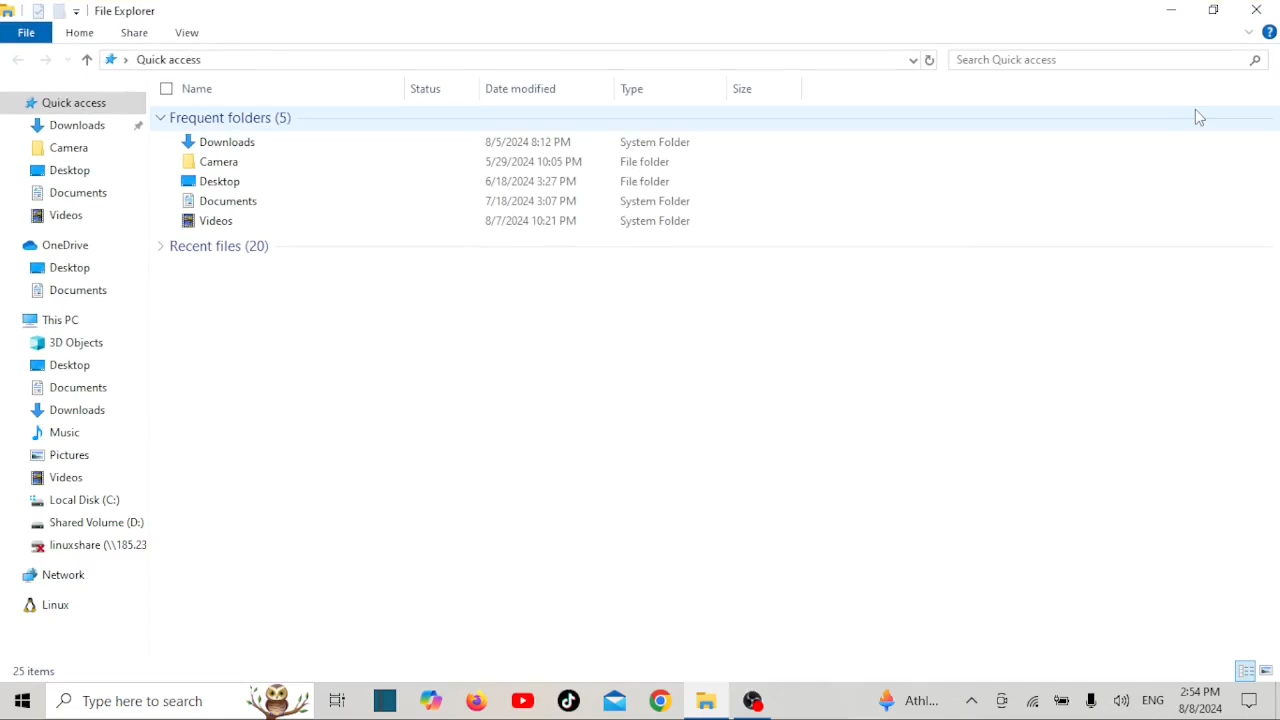 File Explorer
File Home Share View
Quick access
Search Quick access
Name Status Date modified Type Size
Quick access
Downloads
Camera
Desktop
Documents
Videos
OneDrive
Desktop
Documents
This PC
3D Objects
Desktop
Documents
Downloads
Music
Pictures
Videos
Local Disk (C:)
Shared Volume (D:)
linuxshare (\\185.23
Network
Linux
Frequent folders (5)
Downloads 8/5/2024 8:12 PM System Folder
Camera 5/29/2024 10:05 PM File folder
Desktop 6/18/2024 3:27 PM File folder
Documents 7/18/2024 3:07 PM System Folder
Videos 8/7/2024 10:21 PM System Folder
Recent files (20)
25 items
Type here to search
Athl...
ENG
2:54 PM
8/8/2024